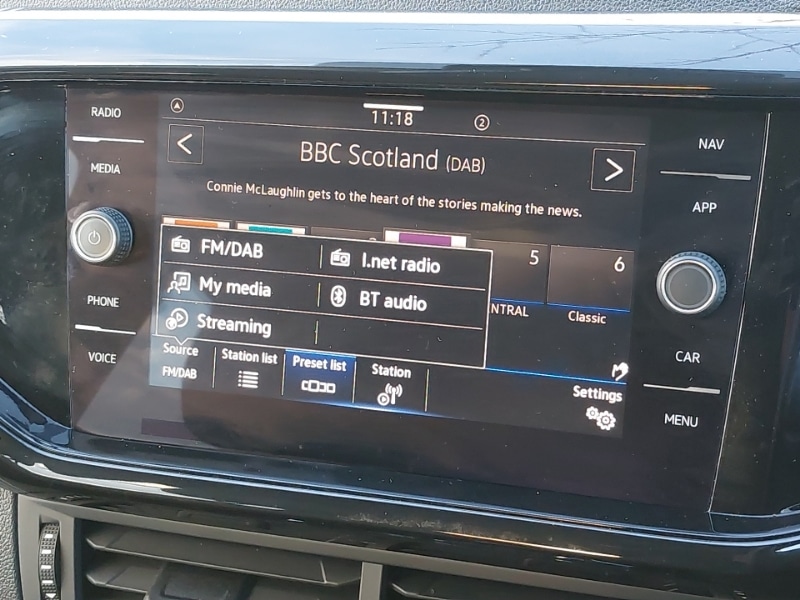 RADIO
MEDIA
PHONE
VOICE
11:18
2
BBC Scotland (DAB)
Connie McLaughlin gets to the heart of the stories making the news.
FM/DAB
I.net radio
My media
BT audio
Streaming
5
6
NTRAL
Classic
Source
FM/DAB
Station list
Preset list
Station
Settings
NAV
APP
CAR
MENU